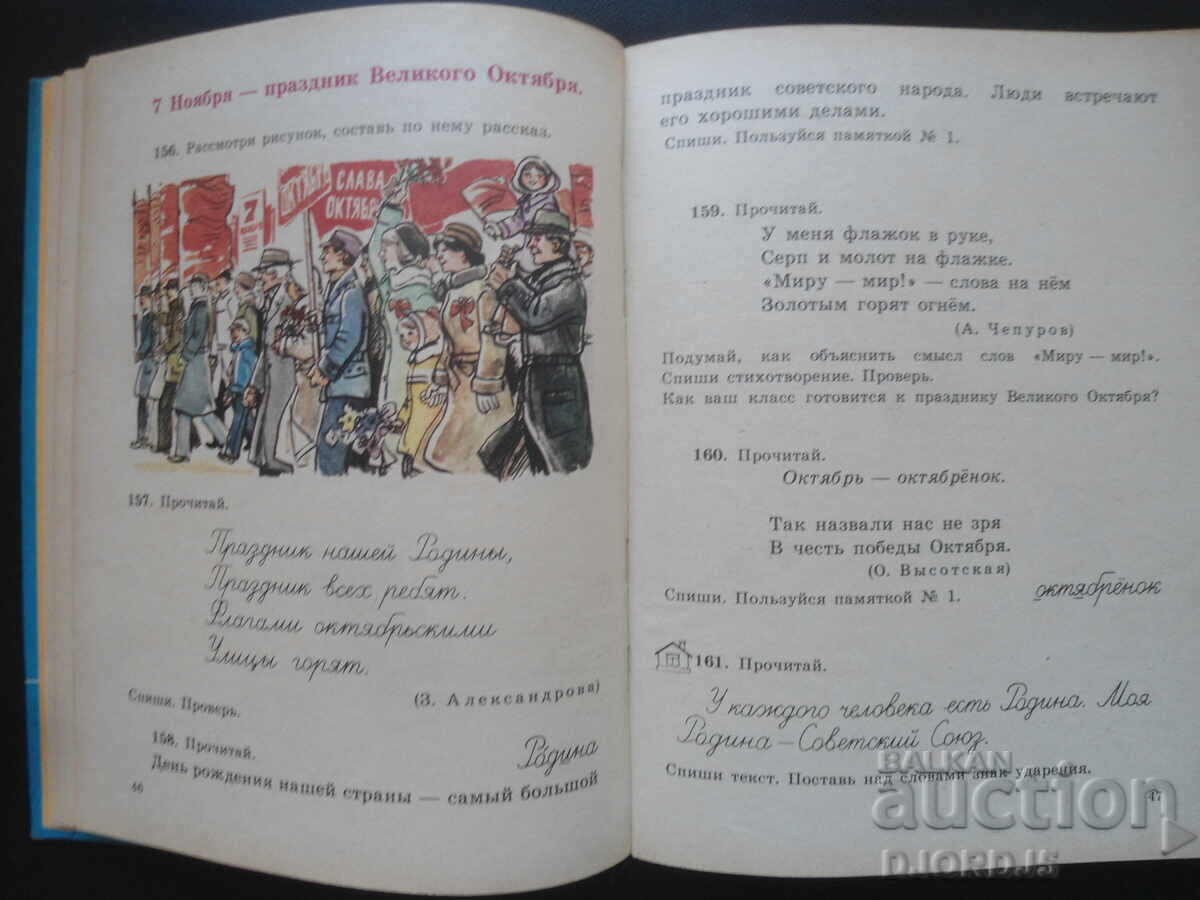 7 Ноября — праздник Великого Октября.
156. Рассмотри рисунок, составь по нему рассказ.
ОКТЯБРЬ
СЛАВА
ОКТЯБР
7
157. Прочитай.
Праздник нашей Родины,
Праздник всех ребят.
Флагами октябрьскими
Улицы горят.
(З. Александрова)
Спиши. Проверь.
Родина
158. Прочитай.
День рождения нашей страны — самый большой
46
праздник советского народа. Люди встречают
его хорошими делами.
Спиши. Пользуйся памяткой № 1.
159. Прочитай.
У меня флажок в руке,
Серп и молот на флажке.
«Миру — мир!» — слова на нём
Золотым горят огнём.
(А. Чепуров)
Подумай, как объяснить смысл слов «Миру — мир!».
Спиши стихотворение. Проверь.
Как ваш класс готовится к празднику Великого Октября?
160. Прочитай.
Октябрь — октябрёнок.
Так назвали нас не зря
В честь победы Октября.
(О. Высотская)
Спиши. Пользуйся памяткой № 1.
октябрёнок
161. Прочитай.
У каждого человека есть Родина. Моя
Родина — Советский Союз.
Спиши текст. Поставь над словами знак ударения.
47
BALKAN
auction
DJORDJ5